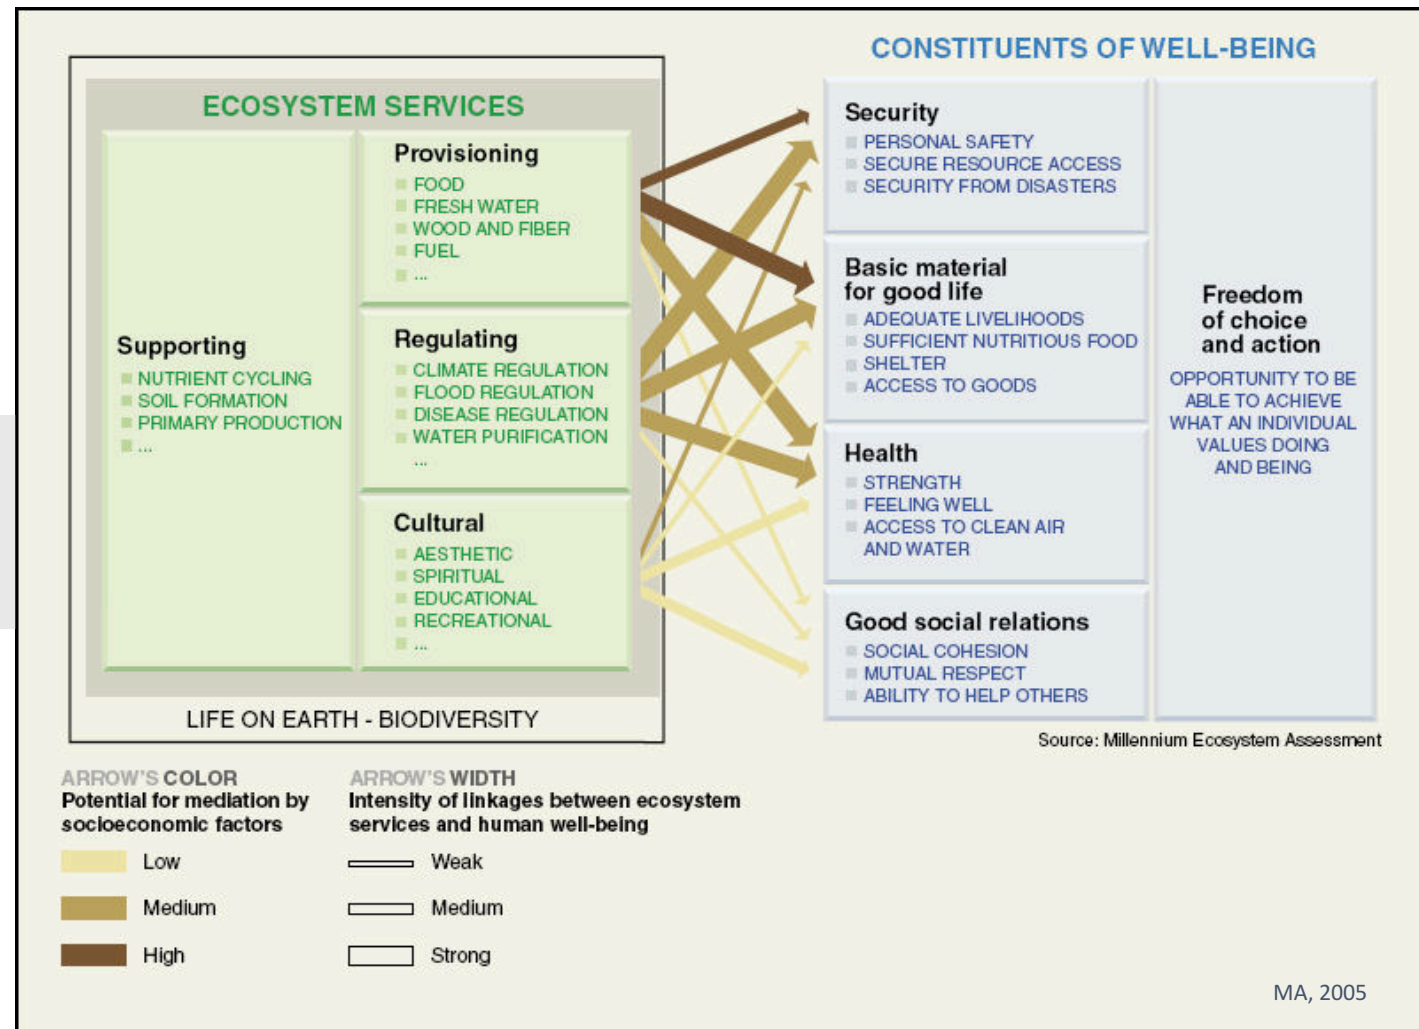 CONSTITUENTS OF WELL-BEING
ECOSYSTEM SERVICES
Supporting
NUTRIENT CYCLING
SOIL FORMATION
PRIMARY PRODUCTION
...
Provisioning
FOOD
FRESH WATER
WOOD AND FIBER
FUEL
...
Regulating
CLIMATE REGULATION
FLOOD REGULATION
DISEASE REGULATION
WATER PURIFICATION
...
Cultural
AESTHETIC
SPIRITUAL
EDUCATIONAL
RECREATIONAL
...
LIFE ON EARTH - BIODIVERSITY
Security
PERSONAL SAFETY
SECURE RESOURCE ACCESS
SECURITY FROM DISASTERS
Basic material
for good life
ADEQUATE LIVELIHOODS
SUFFICIENT NUTRITIOUS FOOD
SHELTER
ACCESS TO GOODS
Health
STRENGTH
FEELING WELL
ACCESS TO CLEAN AIR
AND WATER
Good social relations
SOCIAL COHESION
MUTUAL RESPECT
ABILITY TO HELP OTHERS
Freedom
of choice
and action
OPPORTUNITY TO BE
ABLE TO ACHIEVE
WHAT AN INDIVIDUAL
VALUES DOING
AND BEING
Source: Millennium Ecosystem Assessment
ARROW'S COLOR
Potential for mediation by
socioeconomic factors
Low
Medium
High
ARROW'S WIDTH
Intensity of linkages between ecosystem
services and human well-being
Weak
Medium
Strong
MA, 2005